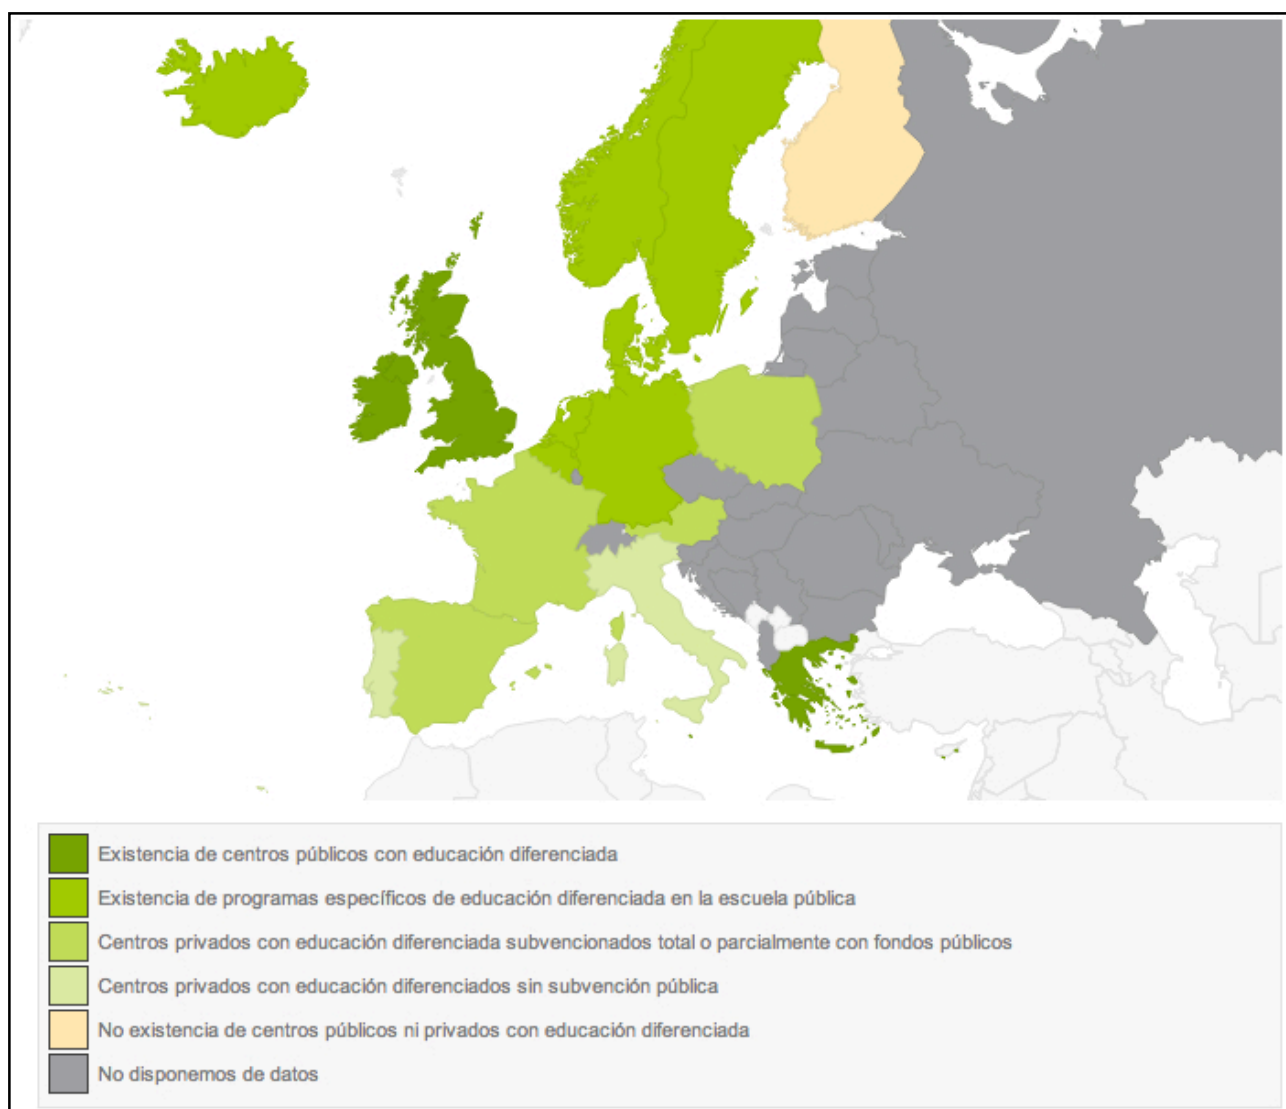 Existencia de centros públicos con educación diferenciada
Existencia de programas específicos de educación diferenciada en la escuela pública
Centros privados con educación diferenciada subvencionados total o parcialmente con fondos públicos
Centros privados con educación diferenciados sin subvención pública
No existencia de centros públicos ni privados con educación diferenciada
No disponemos de datos